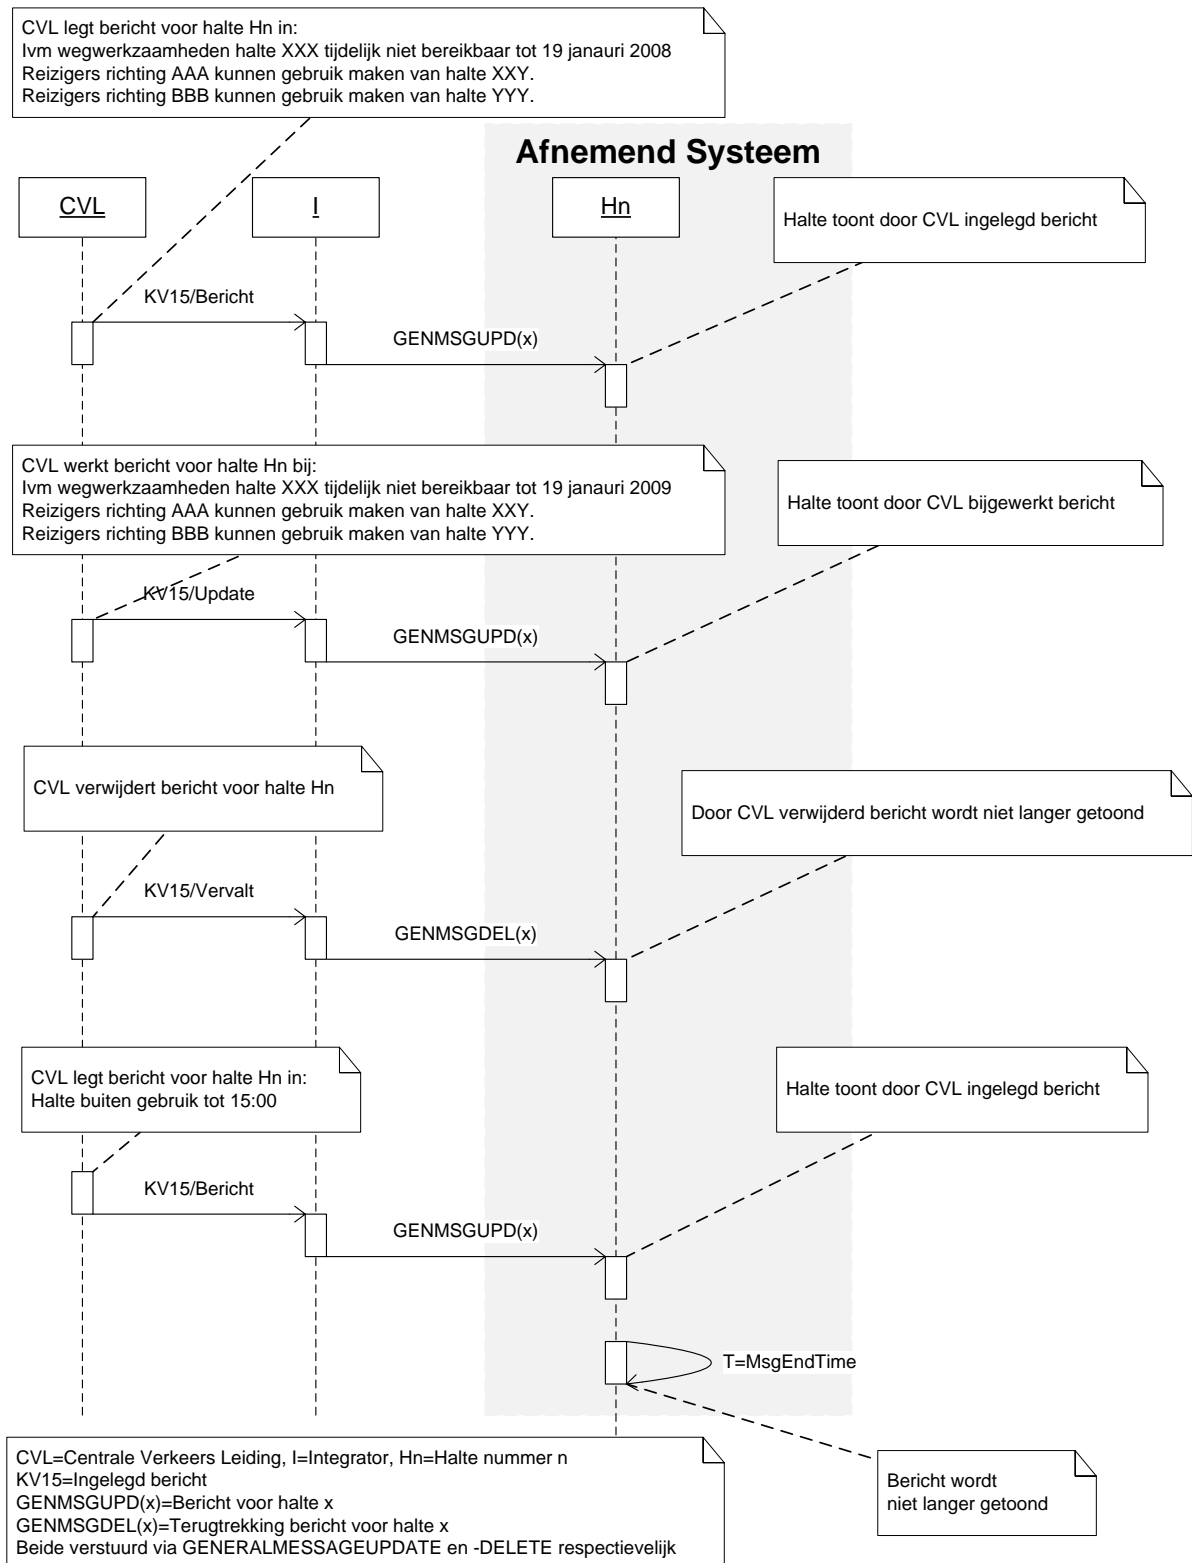 CVL legt bericht voor halte Hn in:
Ivm wegwerkzaamheden halte XXX tijdelijk niet bereikbaar tot 19 janauri 2008
Reizigers richting AAA kunnen gebruik maken van halte XXY.
Reizigers richting BBB kunnen gebruik maken van halte YYY.
Afnemend Systeem
CVL
I
Hn
Halte toont door CVL ingelegd bericht
KV15/Bericht
GENMSGUPD(x)
CVL werkt bericht voor halte Hn bij:
Ivm wegwerkzaamheden halte XXX tijdelijk niet bereikbaar tot 19 janauri 2009
Reizigers richting AAA kunnen gebruik maken van halte XXY.
Reizigers richting BBB kunnen gebruik maken van halte YYY.
Halte toont door CVL bijgewerkt bericht
KV15/Update
GENMSGUPD(x)
CVL verwijdert bericht voor halte Hn
Door CVL verwijderd bericht wordt niet langer getoond
KV15/Vervalt
GENMSGDEL(x)
CVL legt bericht voor halte Hn in:
Halte buiten gebruik tot 15:00
Halte toont door CVL ingelegd bericht
KV15/Bericht
GENMSGUPD(x)
T=MsgEndTime
CVL=Centrale Verkeers Leiding, I=Integrator, Hn=Halte nummer n
KV15=Ingelegd bericht
GENMSGUPD(x)=Bericht voor halte x
GENMSGDEL(x)=Terugtrekking bericht voor halte x
Beide verstuurd via GENERALMESSAGEUPDATE en -DELETE respectievelijk
Bericht wordt
niet langer getoond